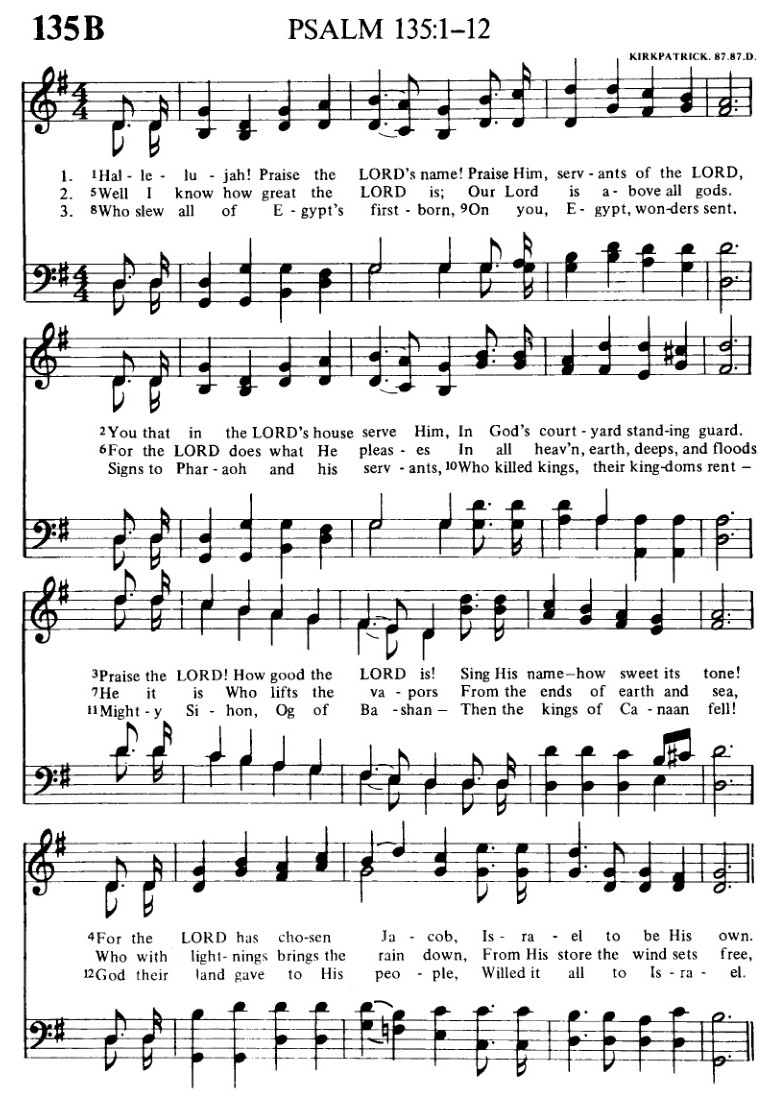 135B PSALM 135:1–12
KIRKPATRICK. 87.87.D.
1. 1Hal - le - lu - jah! Praise the LORD's name! Praise Him, serv - ants of the LORD,
2. 5Well I know how great the LORD is; Our Lord is a - bove all gods.
3. 8Who slew all of E - gypt's first - born, 9On you, E - gypt, won-ders sent,
2You that in the LORD's house serve Him, In God's court - yard stand-ing guard.
6For the LORD does what He pleas - es In all heav'n, earth, deeps, and floods
Signs to Phar - aoh and his serv - ants, 10Who killed kings, their king-doms rent –
3Praise the LORD! How good the LORD is! Sing His name—how sweet its tone!
7He it is Who lifts the va - pors From the ends of earth and sea,
11Might-y Si - hon, Og of Ba - shan – Then the kings of Ca - naan fell!
4For the LORD has cho-sen Ja - cob, Is - ra - el to be His own.
Who with light - nings brings the rain down, From His store the wind sets free,
12God their land gave to His peo - ple, Willed it all to Is - ra - el.